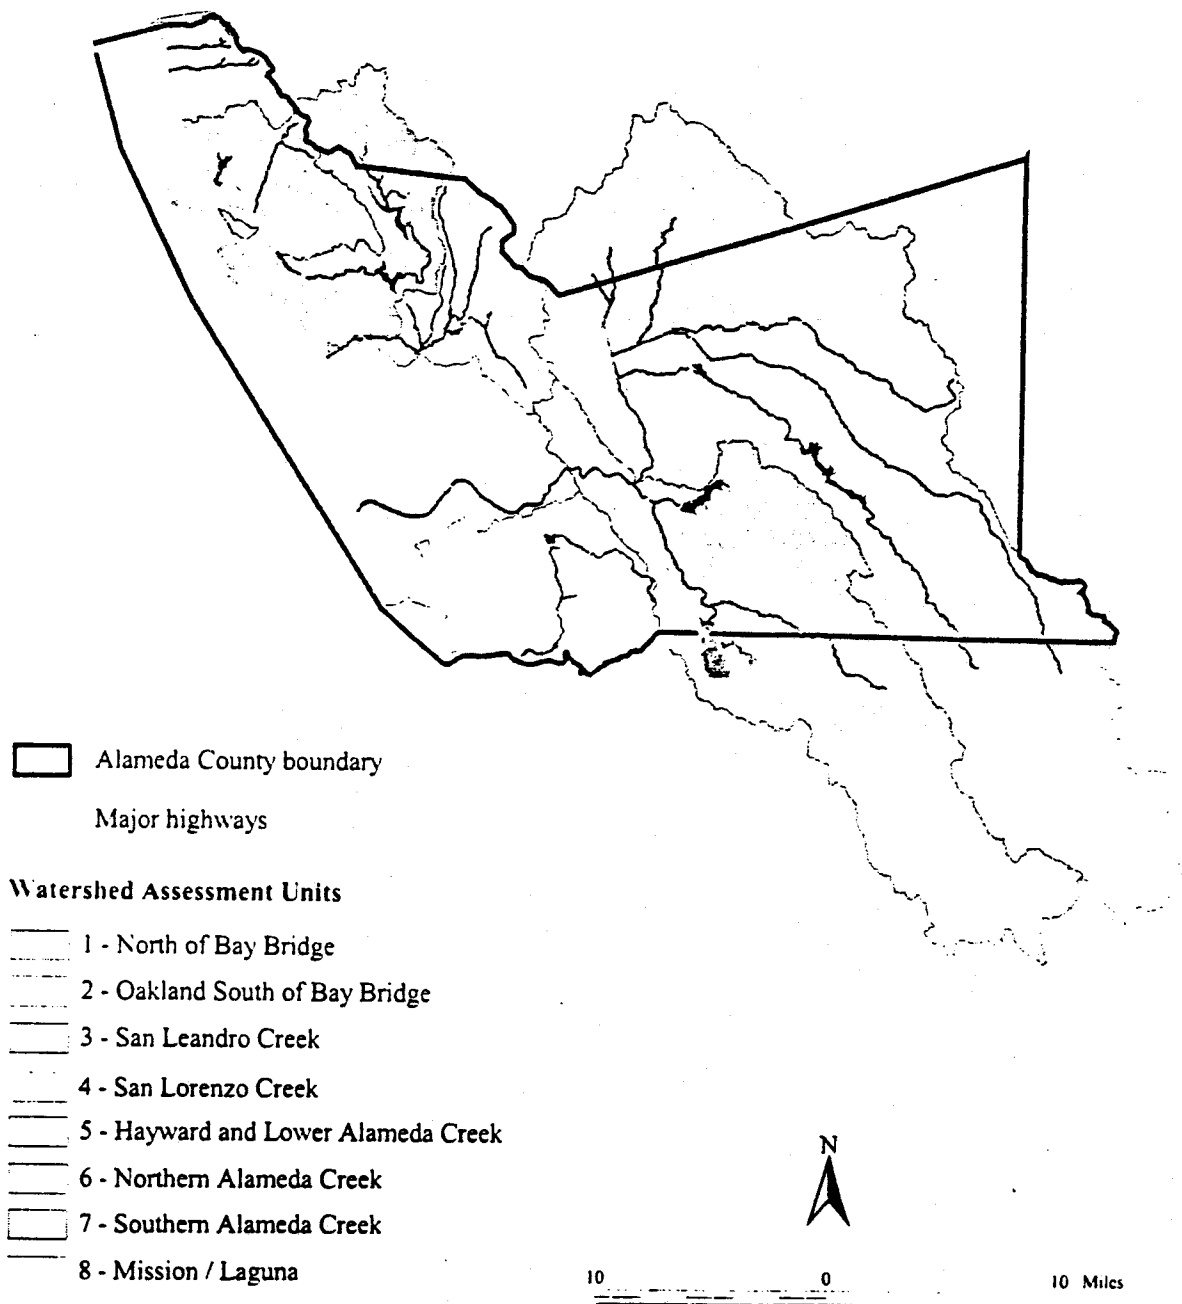 Alameda County boundary
Major highways
Watershed Assessment Units
1 - North of Bay Bridge
2 - Oakland South of Bay Bridge
3 - San Leandro Creek
4 - San Lorenzo Creek
5 - Hayward and Lower Alameda Creek
6 - Northern Alameda Creek
7 - Southern Alameda Creek
8 - Mission / Laguna
N
10 0 10 Miles